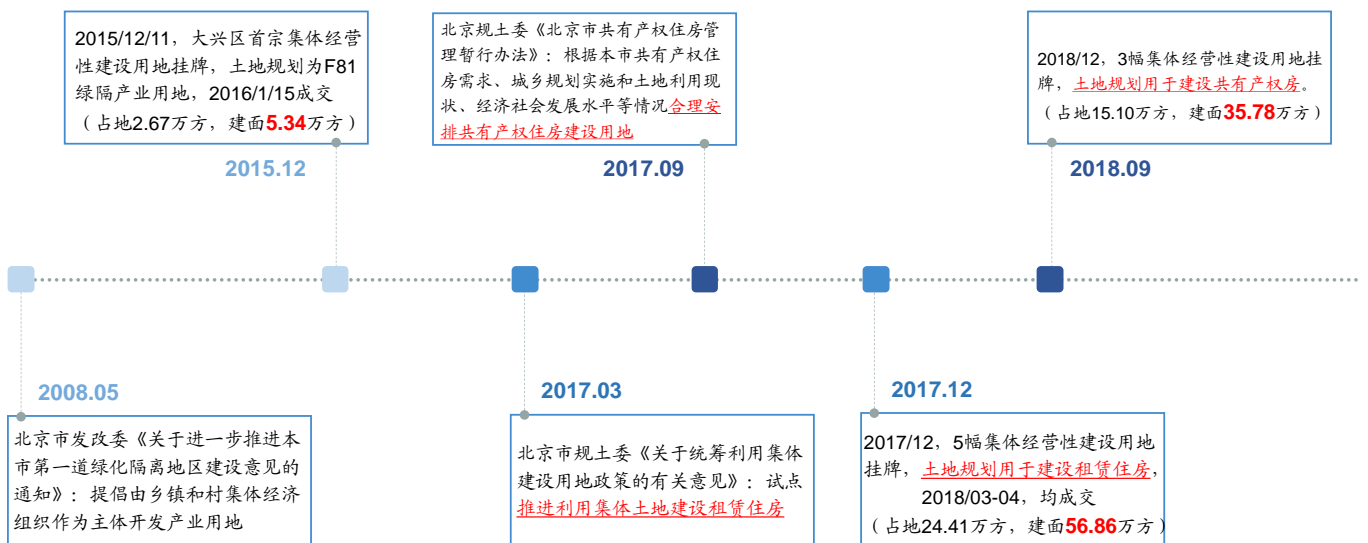 2015/12/11，大兴区首宗集体经营
性建设用地挂牌，土地规划为F81
绿隔产业用地，2016/1/15成交
（占地2.67万方，建面5.34万方）
2015.12
北京规土委《北京市共有产权住房管
理暂行办法》：根据本市共有产权住
房需求、城乡规划实施和土地利用现
状、经济社会发展水平等情况合理安
排共有产权住房建设用地
2017.09
2018/12，3幅集体经营性建设用地挂
牌，土地规划用于建设共有产权房。
（占地15.10万方，建面35.78万方）
2018.09
2008.05
北京市发改委《关于进一步推进本
市第一道绿化隔离地区建设意见的
通知》：提倡由乡镇和村集体经济
组织作为主体开发产业用地
2017.03
北京市规土委《关于统筹利用集体
建设用地政策的有关意见》：试点
推进利用集体土地建设租赁住房
2017.12
2017/12，5幅集体经营性建设用地
挂牌，土地规划用于建设租赁住房，
2018/03-04，均成交
（占地24.41万方，建面56.86万方）